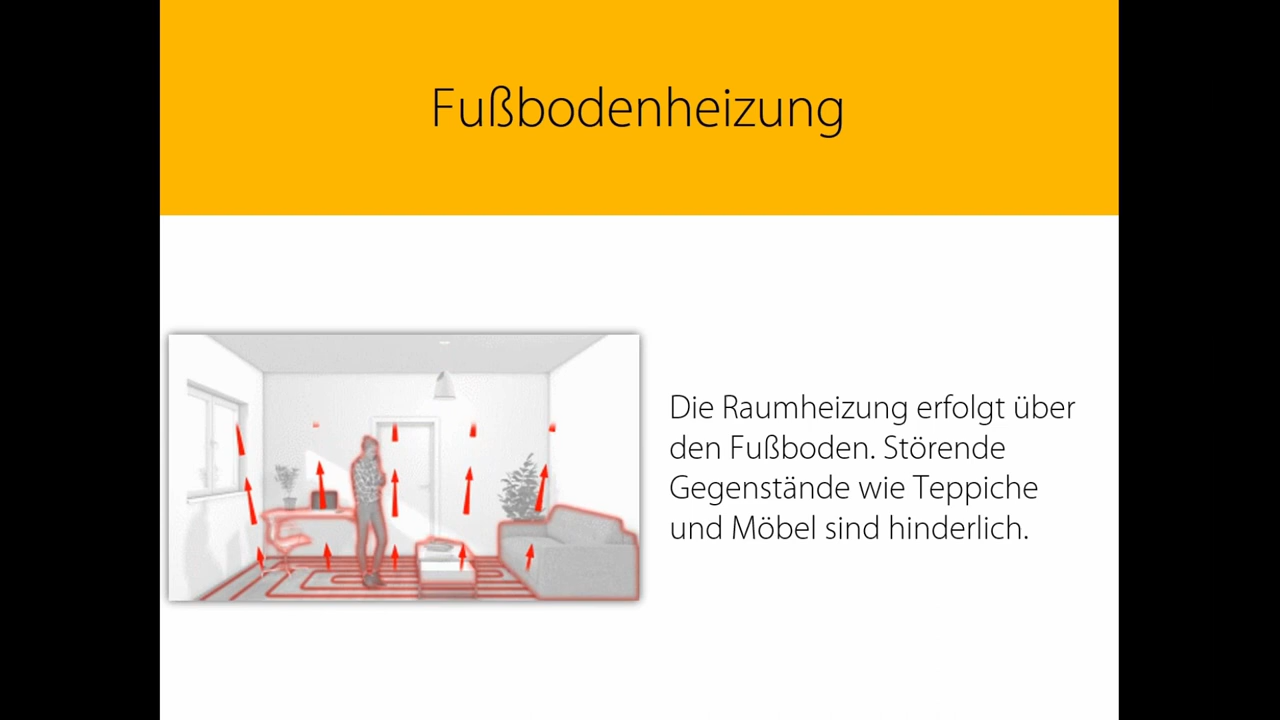 Fußbodenheizung
Die Raumheizung erfolgt über
den Fußboden. Störende
Gegenstände wie Teppiche
und Möbel sind hinderlich.